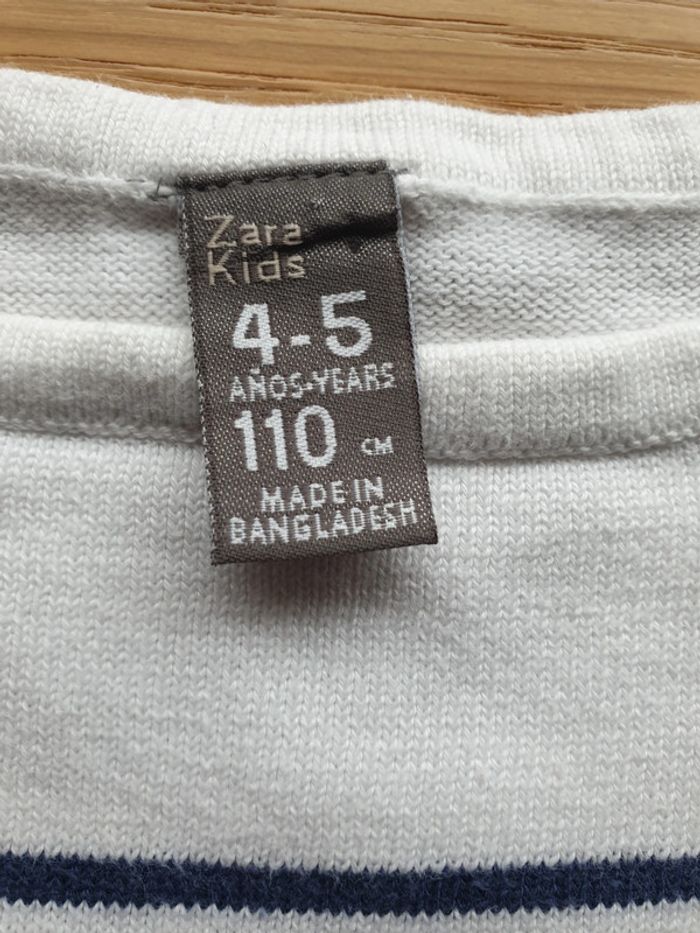 Zara
Kids
4-5
AÑOS-YEARS
110 CM
MADE IN
BANGLADESH